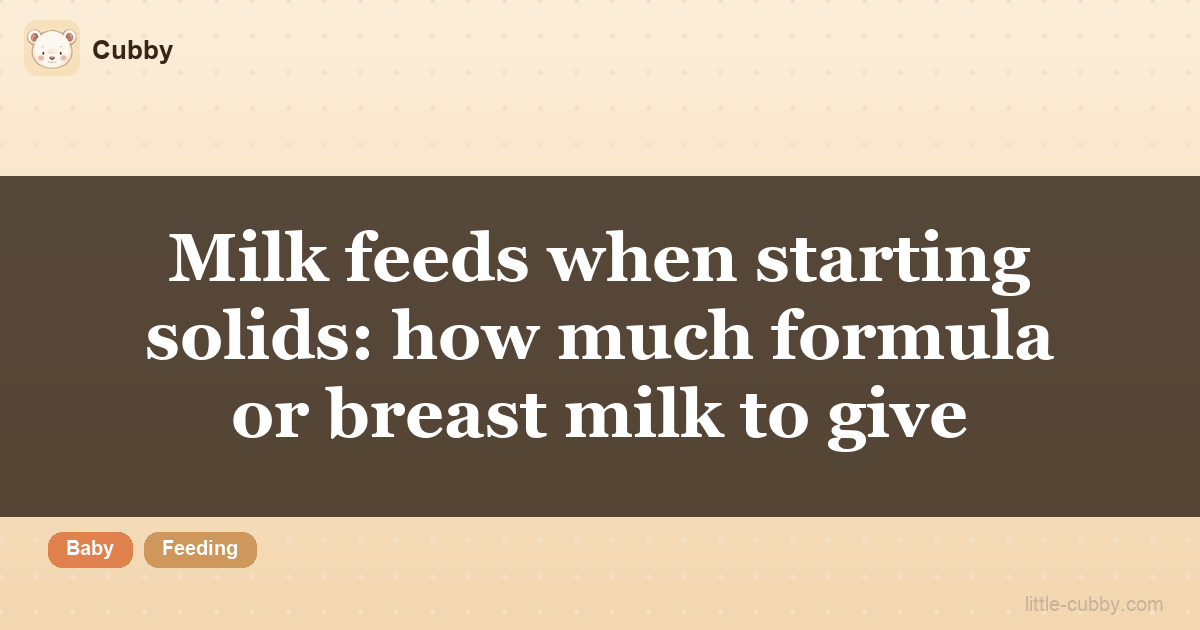 Cubby
Milk feeds when starting
solids: how much formula
or breast milk to give
Baby
Feeding
little-cubby.com